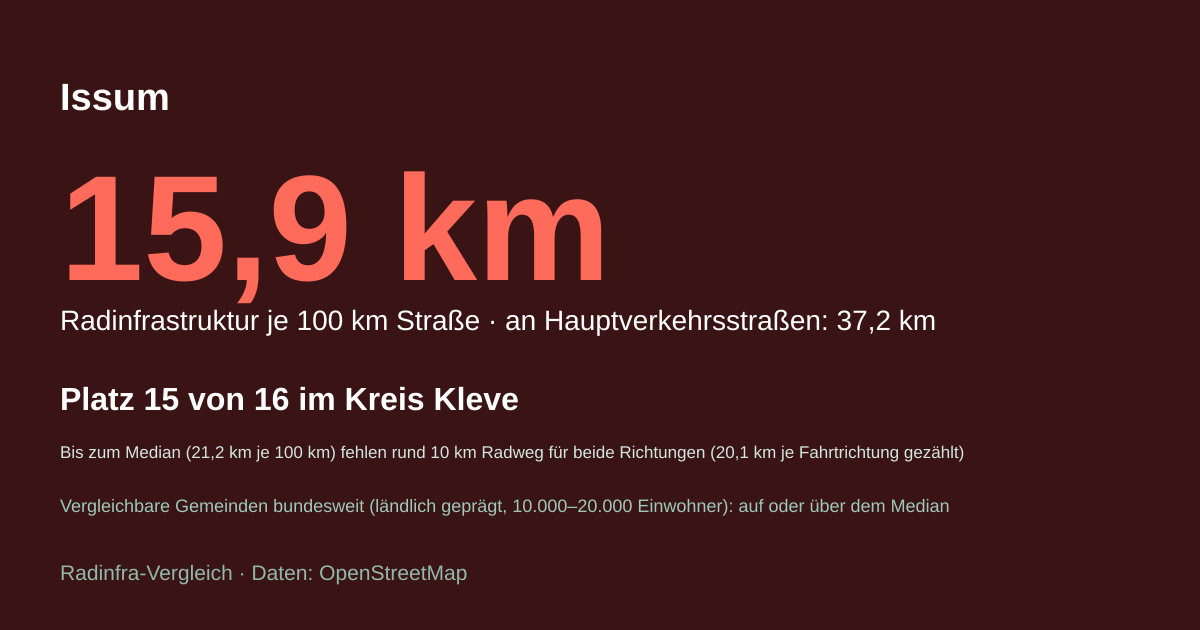 Issum
15,9 km
Radinfrastruktur je 100 km Straße · an Hauptverkehrsstraßen: 37,2 km
Platz 15 von 16 im Kreis Kleve
Bis zum Median (21,2 km je 100 km) fehlen rund 10 km Radweg für beide Richtungen (20,1 km je Fahrtrichtung gezählt)
Vergleichbare Gemeinden bundesweit (ländlich geprägt, 10.000–20.000 Einwohner): auf oder über dem Median
Radinfra-Vergleich · Daten: OpenStreetMap